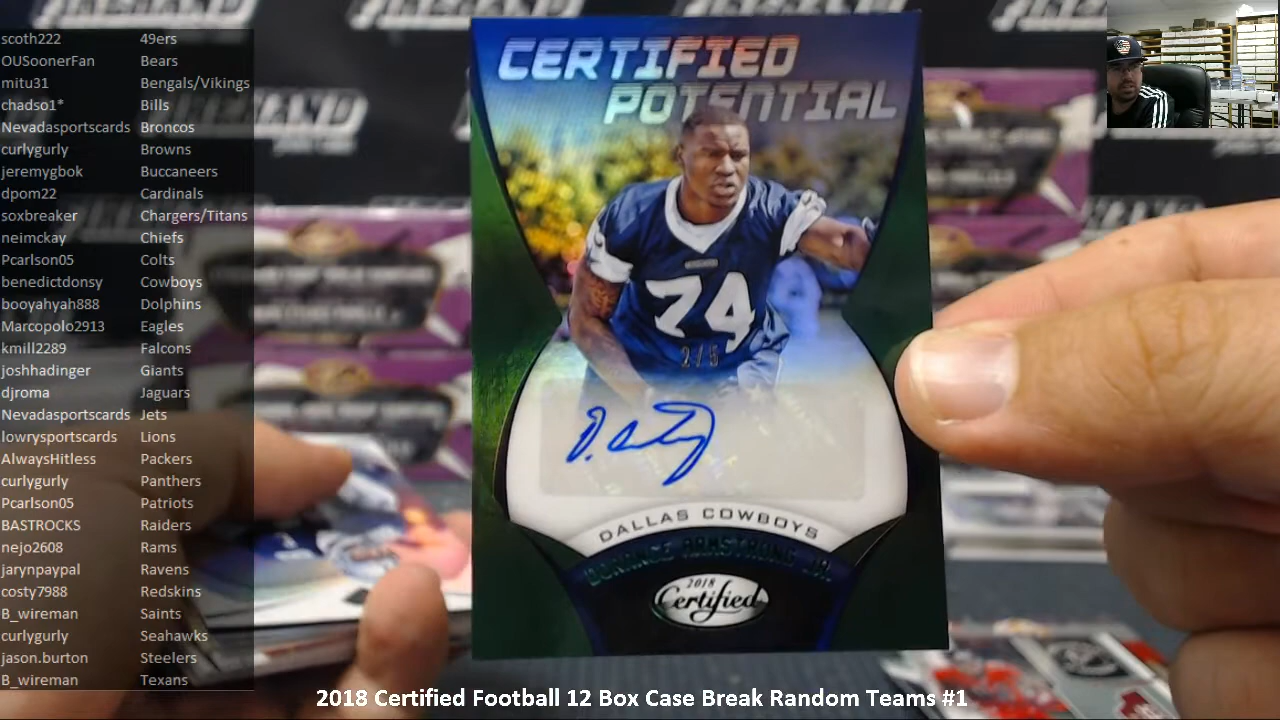 scoth222 49ers
OUSoonerFan Bears
mitu31 Bengals/Vikings
chadso1* Bills
Nevadasportscards Broncos
curlygurly Browns
jeremygbok Buccaneers
dpom22 Cardinals
soxbreaker Chargers/Titans
neimckay Chiefs
Pcarlson05 Colts
benedictdonsy Cowboys
booyahyah888 Dolphins
Marcopolo2913 Eagles
kmill2289 Falcons
joshhadinger Giants
djroma Jaguars
Nevadasportscards Jets
lowrysportscards Lions
AlwaysHitless Packers
curlygurly Panthers
Pcarlson05 Patriots
BASTROCKS Raiders
nejo2608 Rams
jarynpaypal Ravens
costy7988 Redskins
B_wireman Saints
curlygurly Seahawks
jason.burton Steelers
B_wireman Texans
CERTIFIED
POTENTIAL
74
2/5
DALLAS COWBOYS
DORANCE ARMSTRONG JR.
2018
Certified
2018 Certified Football 12 Box Case Break Random Teams #1